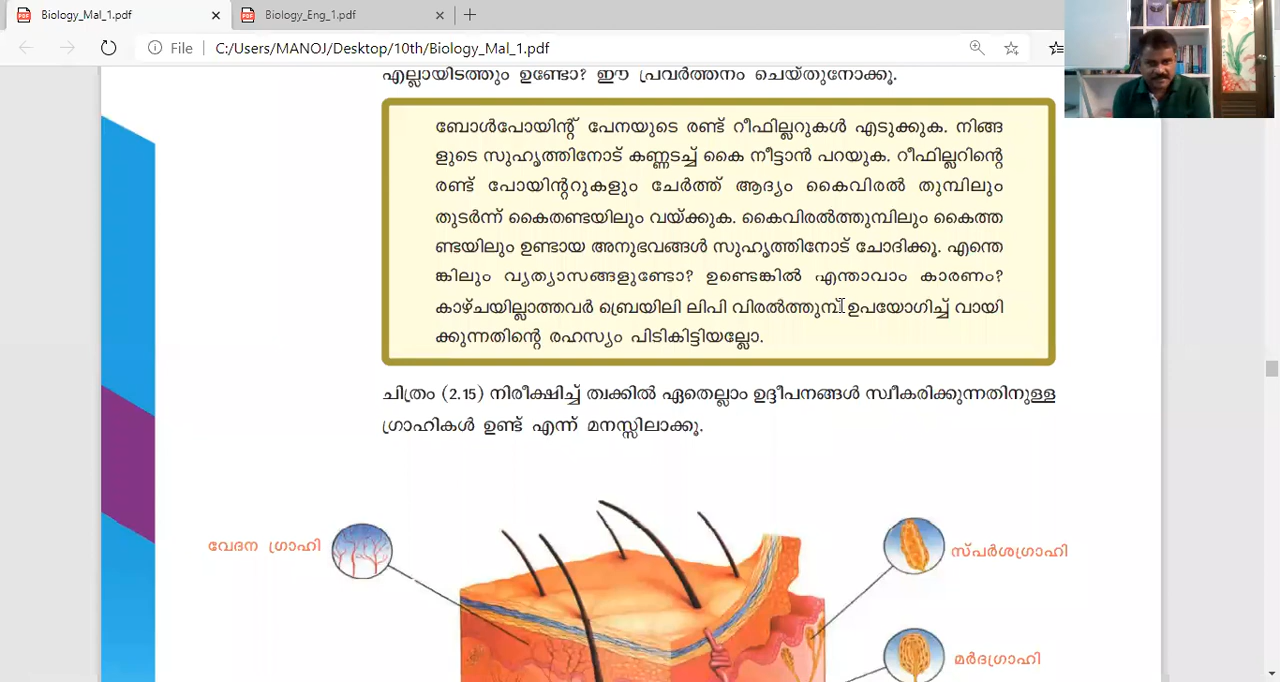 Biology_Mal_1.pdf
Biology_Eng_1.pdf
File
C:/Users/MANOJ/Desktop/10th/Biology_Mal_1.pdf
എല്ലായിടത്തും ഉണ്ടോ? ഈ പ്രവർത്തനം ചെയ്തുനോക്കൂ.
ബോൾപോയിന്റ് പേനയുടെ രണ്ട് റീഫില്ലറുകൾ എടുക്കുക. നിങ്ങ
ളുടെ സുഹൃത്തിനോട് കണ്ണടച്ച് കൈ നീട്ടാൻ പറയുക. റീഫില്ലറിന്റെ
രണ്ട് പോയിന്ററുകളും ചേർത്ത് ആദ്യം കൈവിരൽ തുമ്പിലും
തുടർന്ന് കൈതണ്ടയിലും വയ്ക്കുക. കൈവിരൽത്തുമ്പിലും കൈത്ത
ണ്ടയിലും ഉണ്ടായ അനുഭവങ്ങൾ സുഹൃത്തിനോട് ചോദിക്കൂ. എന്തെ
ങ്കിലും വ്യത്യാസങ്ങളുണ്ടോ? ഉണ്ടെങ്കിൽ എന്താവാം കാരണം?
കാഴ്ചയില്ലാത്തവർ ബ്രെയിലി ലിപി വിരൽത്തുമ്പ് ഉപയോഗിച്ച് വായി
ക്കുന്നതിന്റെ രഹസ്യം പിടികിട്ടിയല്ലോ.
ചിത്രം (2.15) നിരീക്ഷിച്ച് ത്വക്കിൽ ഏതെല്ലാം ഉദ്ദീപനങ്ങൾ സ്വീകരിക്കുന്നതിനുള്ള
ഗ്രാഹികൾ ഉണ്ട് എന്ന് മനസ്സിലാക്കൂ.
വേദന ഗ്രാഹി
സ്പർശഗ്രാഹി
മർദഗ്രാഹി